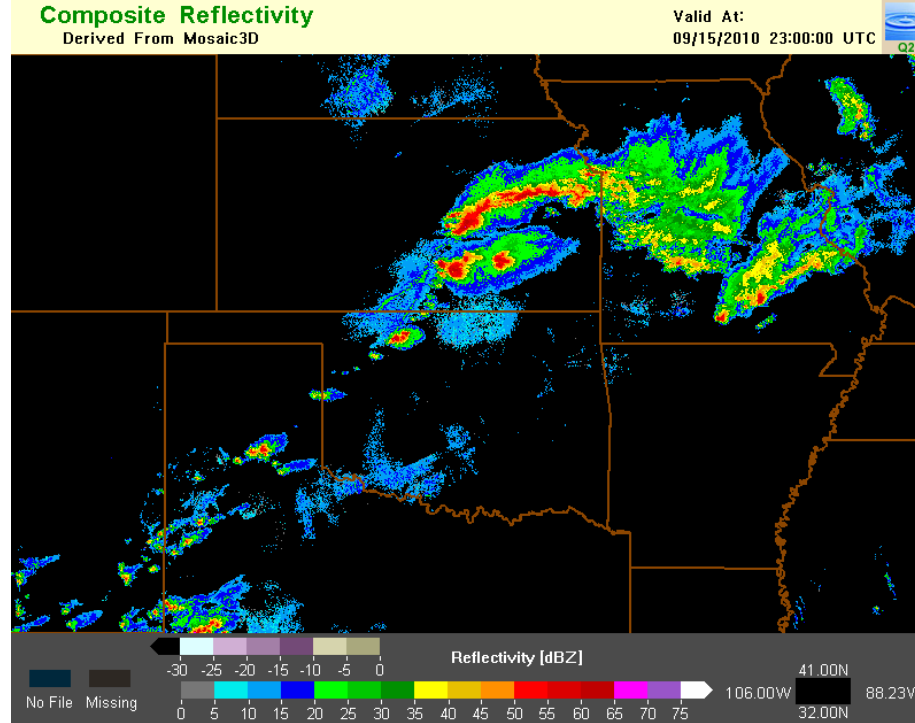 Composite Reflectivity
Derived From Mosaic3D
Valid At:
09/15/2010 23:00:00 UTC
Q2
Reflectivity [dBZ]
-30 -25 -20 -15 -10 -5 0
No File Missing
0 5 10 15 20 25 30 35 40 45 50 55 60 65 70 75
41.00N
106.00W 88.23W
32.00N